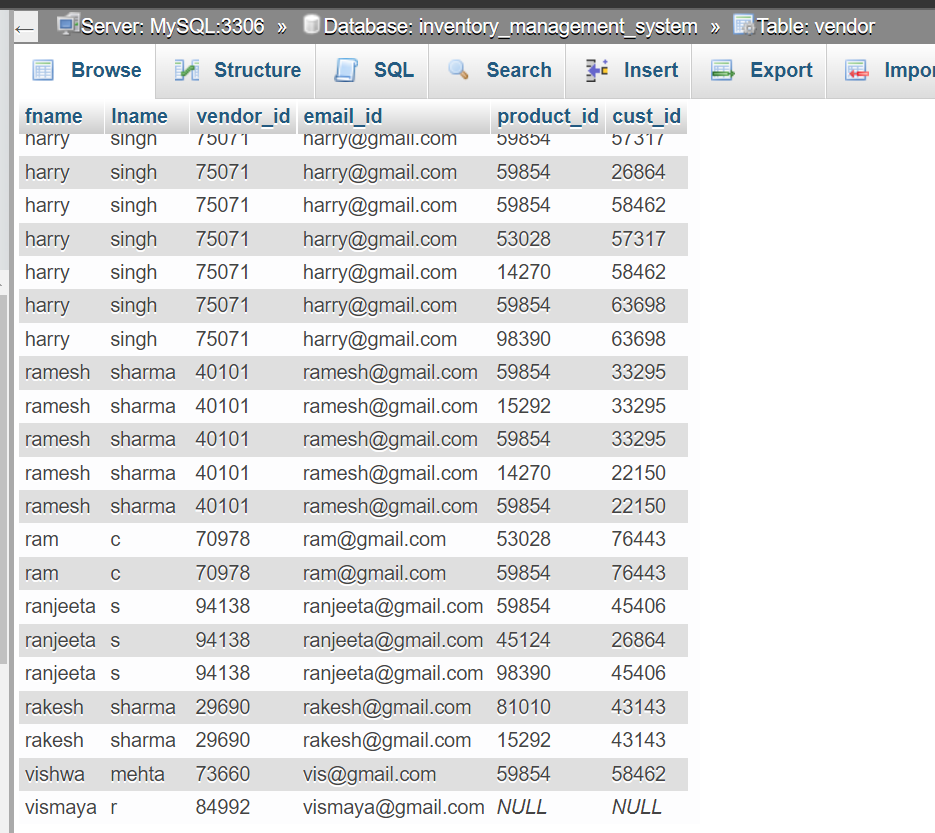 Server: MySQL:3306 » Database: inventory_management_system » Table: vendor
Browse Structure SQL Search Insert Export Impor
fname lname vendor_id email_id product_id cust_id
harry singh 75071 harry@gmail.com 59854 57317
harry singh 75071 harry@gmail.com 59854 26864
harry singh 75071 harry@gmail.com 59854 58462
harry singh 75071 harry@gmail.com 53028 57317
harry singh 75071 harry@gmail.com 14270 58462
harry singh 75071 harry@gmail.com 59854 63698
harry singh 75071 harry@gmail.com 98390 63698
ramesh sharma 40101 ramesh@gmail.com 59854 33295
ramesh sharma 40101 ramesh@gmail.com 15292 33295
ramesh sharma 40101 ramesh@gmail.com 59854 33295
ramesh sharma 40101 ramesh@gmail.com 14270 22150
ramesh sharma 40101 ramesh@gmail.com 59854 22150
ram c 70978 ram@gmail.com 53028 76443
ram c 70978 ram@gmail.com 59854 76443
ranjeeta s 94138 ranjeeta@gmail.com 59854 45406
ranjeeta s 94138 ranjeeta@gmail.com 45124 26864
ranjeeta s 94138 ranjeeta@gmail.com 98390 45406
rakesh sharma 29690 rakesh@gmail.com 81010 43143
rakesh sharma 29690 rakesh@gmail.com 15292 43143
vishwa mehta 73660 vis@gmail.com 59854 58462
vismaya r 84992 vismaya@gmail.com NULL NULL